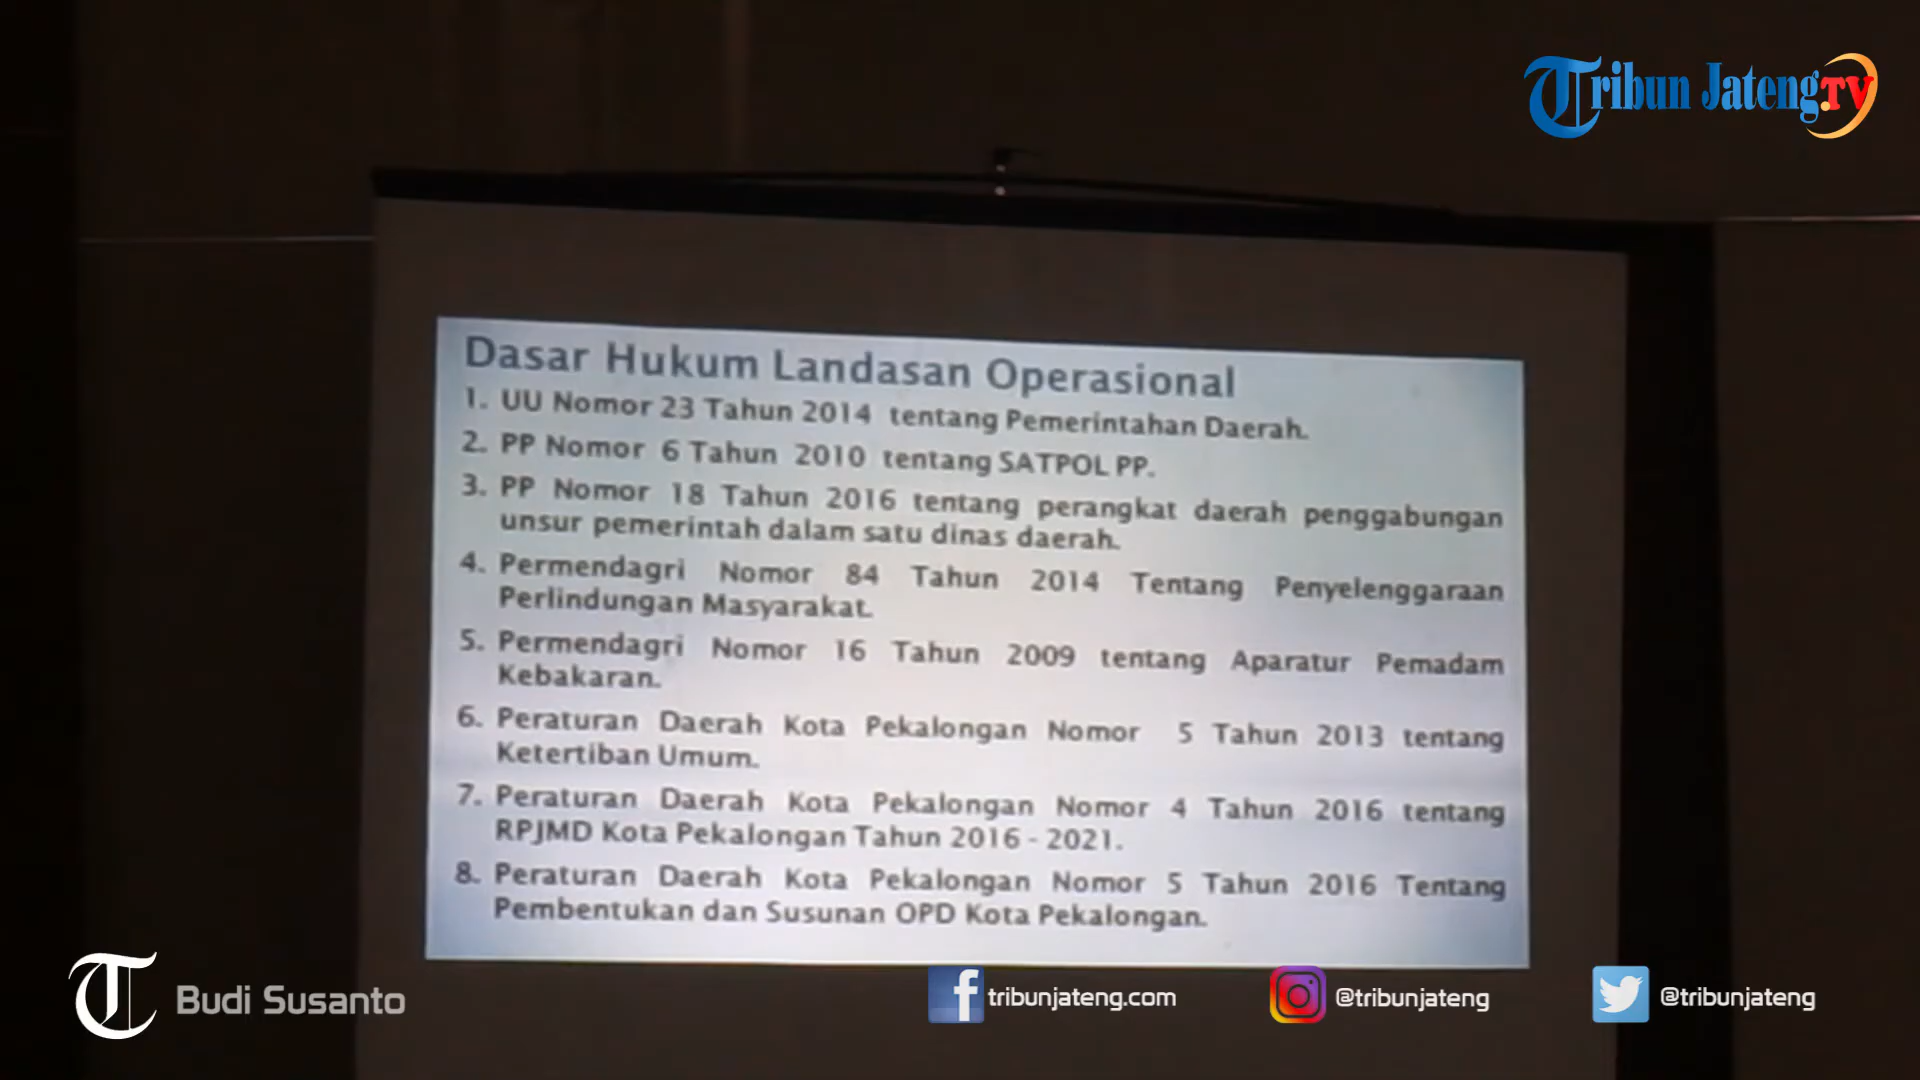 Tribun Jateng.TV
Dasar Hukum Landasan Operasional
1. UU Nomor 23 Tahun 2014 tentang Pemerintahan Daerah.
2. PP Nomor 6 Tahun 2010 tentang SATPOL PP.
3. PP Nomor 18 Tahun 2016 tentang perangkat daerah penggabungan
unsur pemerintah dalam satu dinas daerah.
4. Permendagri Nomor 84 Tahun 2014 Tentang Penyelenggaraan
Perlindungan Masyarakat.
5. Permendagri Nomor 16 Tahun 2009 tentang Aparatur Pemadam
Kebakaran.
6. Peraturan Daerah Kota Pekalongan Nomor 5 Tahun 2013 tentang
Ketertiban Umum.
7. Peraturan Daerah Kota Pekalongan Nomor 4 Tahun 2016 tentang
RPJMD Kota Pekalongan Tahun 2016 - 2021.
8. Peraturan Daerah Kota Pekalongan Nomor 5 Tahun 2016 Tentang
Pembentukan dan Susunan OPD Kota Pekalongan.
T Budi Susanto
f tribunjateng.com
@tribunjateng
@tribunjateng